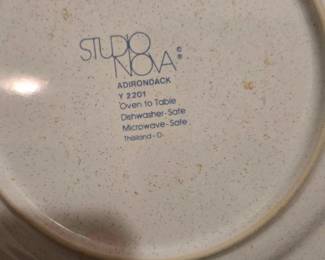 STUDIO
NOVA ©®
ADIRONDACK
Y 2201
Oven to Table
Dishwasher-Safe
Microwave-Safe
Thailand-D-